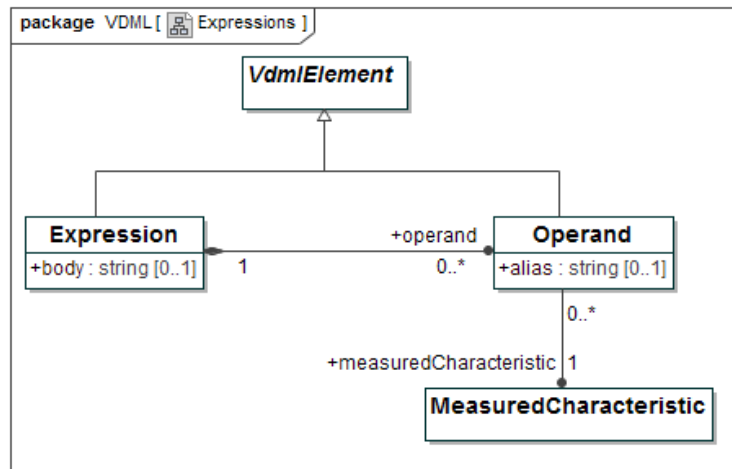 package VDML [ Expressions ]
VdmlElement
Expression
+body : string [0..1]
+operand
1
0..*
Operand
+alias : string [0..1]
0..*
+measuredCharacteristic
1
MeasuredCharacteristic